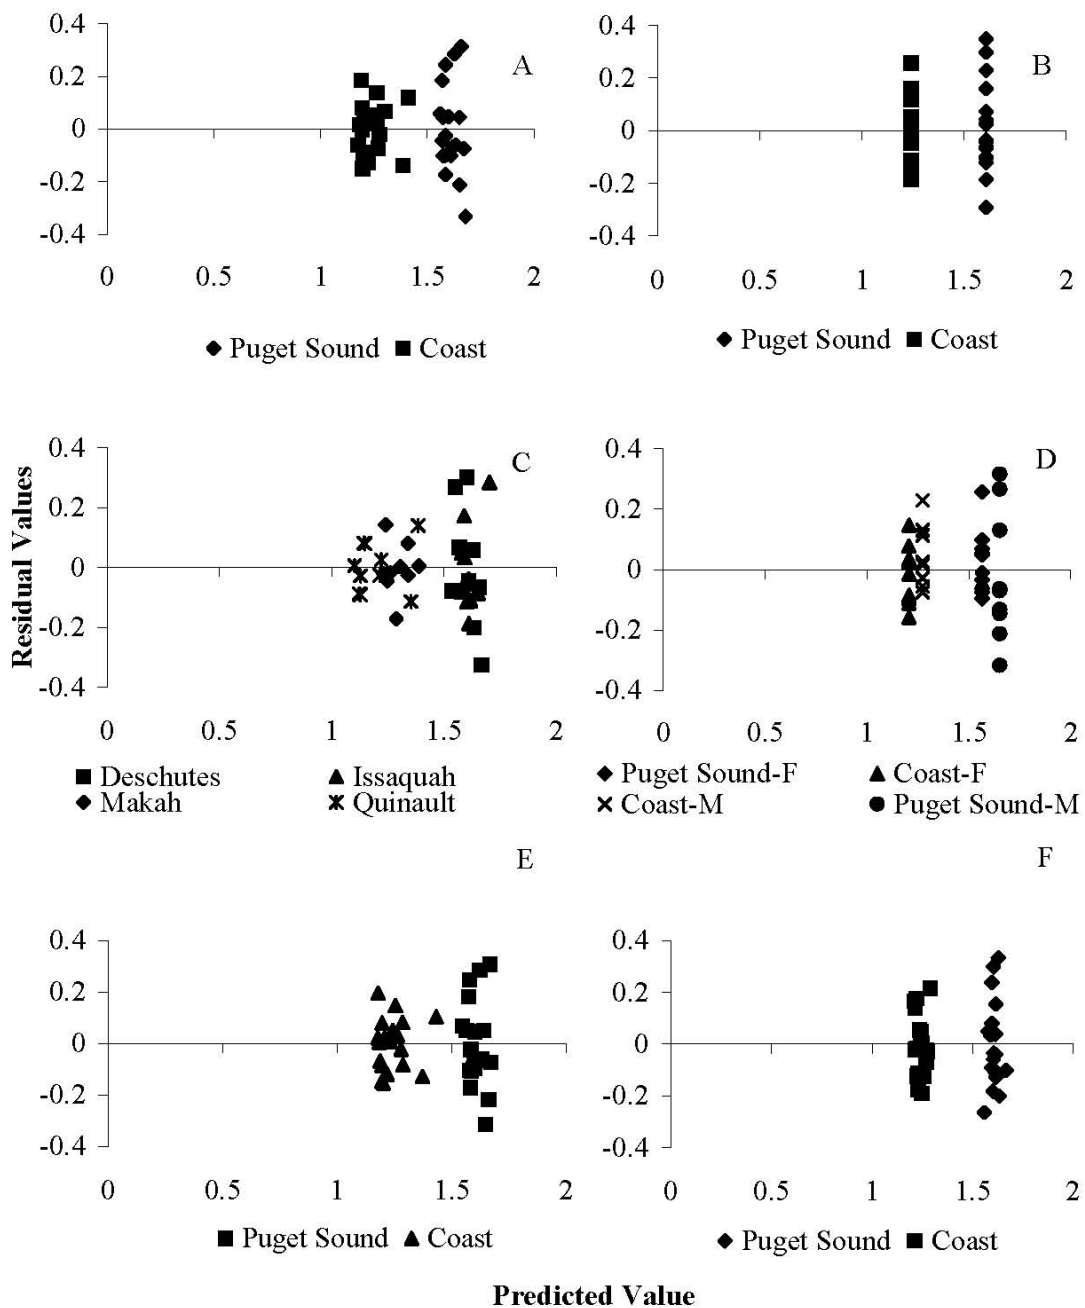 0.4
0.2
0
-0.2
-0.4
0
0.5
1
1.5
2
A
Puget Sound
Coast
0.4
0.2
0
-0.2
-0.4
0
0.5
1
1.5
2
B
Puget Sound
Coast
Residual Values
0.4
0.2
0
-0.2
-0.4
0
0.5
1
1.5
2
C
Deschutes
Issaquah
Makah
Quinault
0.4
0.2
0
-0.2
-0.4
0
0.5
1
1.5
2
D
Puget Sound-F
Coast-F
Coast-M
Puget Sound-M
E
0.4
0.2
0
-0.2
-0.4
0
0.5
1
1.5
2
Puget Sound
Coast
F
0.4
0.2
0
-0.2
-0.4
0
0.5
1
1.5
2
Puget Sound
Coast
Predicted Value